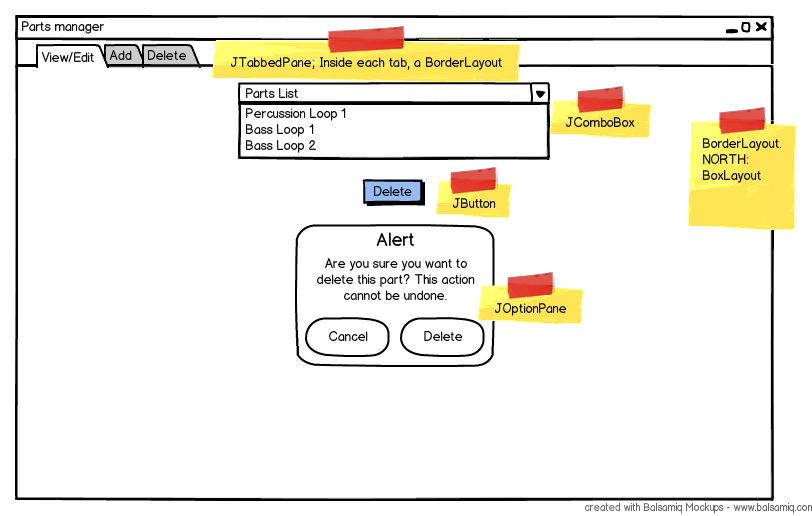 Parts manager
View/Edit
Add
Delete
JTabbedPane; Inside each tab, a BorderLayout
Parts List
Percussion Loop 1
Bass Loop 1
Bass Loop 2
JComboBox
BorderLayout.
NORTH:
BoxLayout
Delete
JButton
Alert
Are you sure you want to
delete this part? This action
cannot be undone.
JOptionPane
Cancel
Delete
created with Balsamiq Mockups - www.balsamiq.com